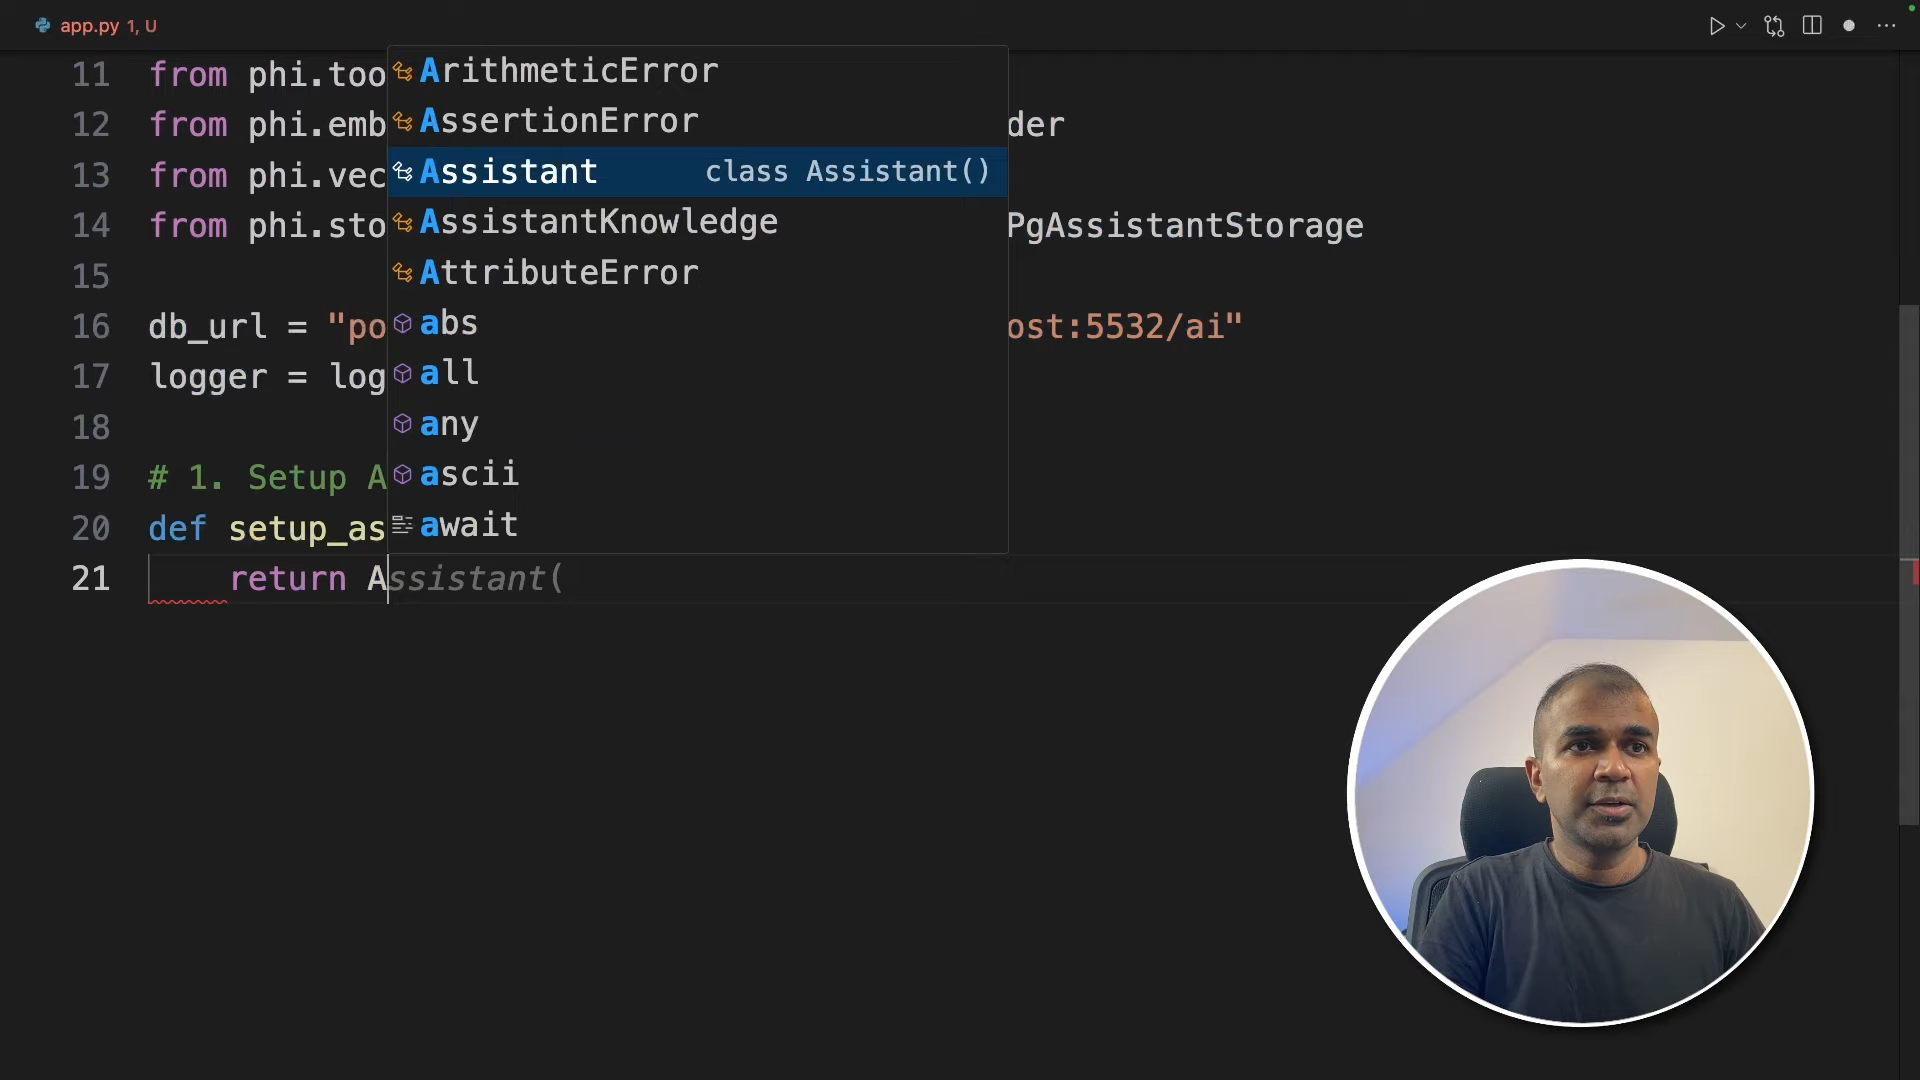 app.py 1, U
ArithmeticError
11 from phi.too
AssertionError
12 from phi.emb der
Assistant class Assistant()
13 from phi.vec
AssistantKnowledge
14 from phi.sto PgAssistantStorage
AttributeError
15
abs
16 db_url = "po ost:5532/ai"
all
17 logger = log
any
18
ascii
19 # 1. Setup A
await
20 def setup_as
21 return Assistant(